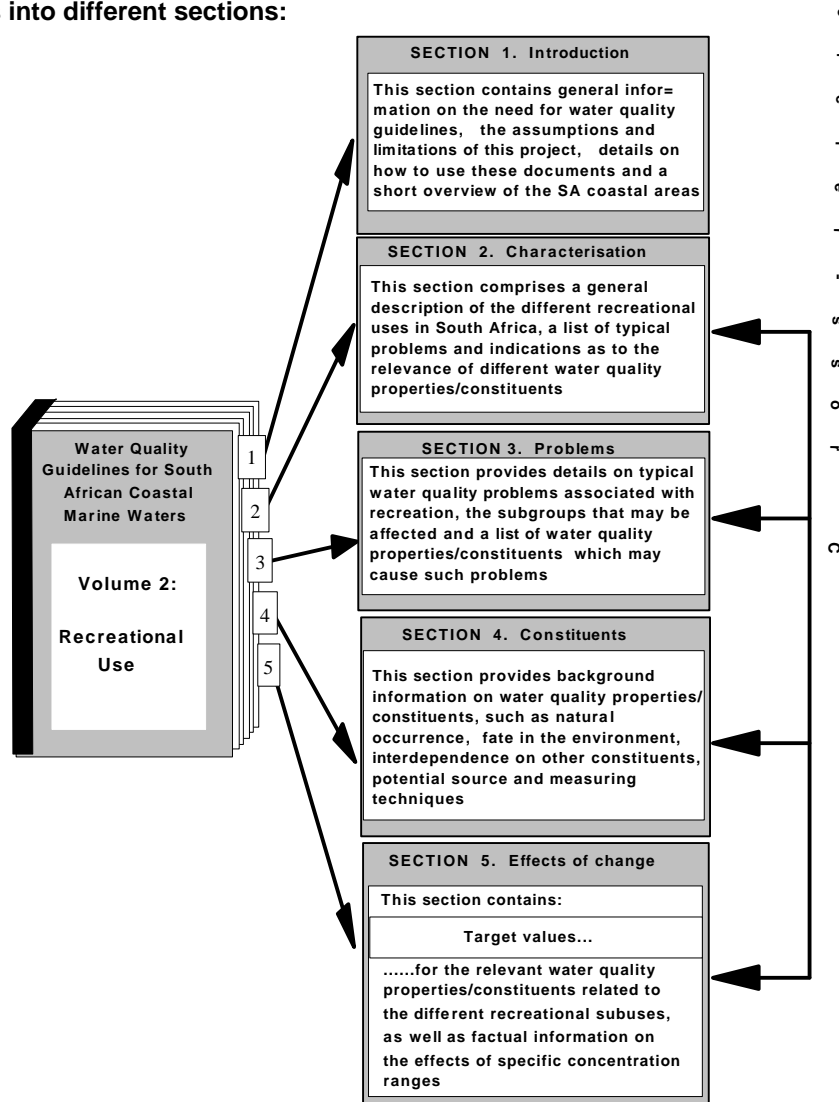 into different sections:
SECTION 1. Introduction
This section contains general infor=
mation on the need for water quality
guidelines, the assumptions and
limitations of this project, details on
how to use these documents and a
short overview of the SA coastal areas
SECTION 2. Characterisation
This section comprises a general
description of the different recreational
uses in South Africa, a list of typical
problems and indications as to the
relevance of different water quality
properties/constituents
Water Quality
Guidelines for South
African Coastal
Marine Waters
Volume 2:
Recreational
Use
1
2
3
4
5
SECTION 3. Problems
This section provides details on typical
water quality problems associated with
recreation, the subgroups that may be
affected and a list of water quality
properties/constituents which may
cause such problems
SECTION 4. Constituents
This section provides background
information on water quality properties/
constituents, such as natural
occurrence, fate in the environment,
interdependence on other constituents,
potential source and measuring
techniques
SECTION 5. Effects of change
This section contains:
Target values...
......for the relevant water quality
properties/constituents related to
the different recreational subuses,
as well as factual information on
the effects of specific concentration
ranges